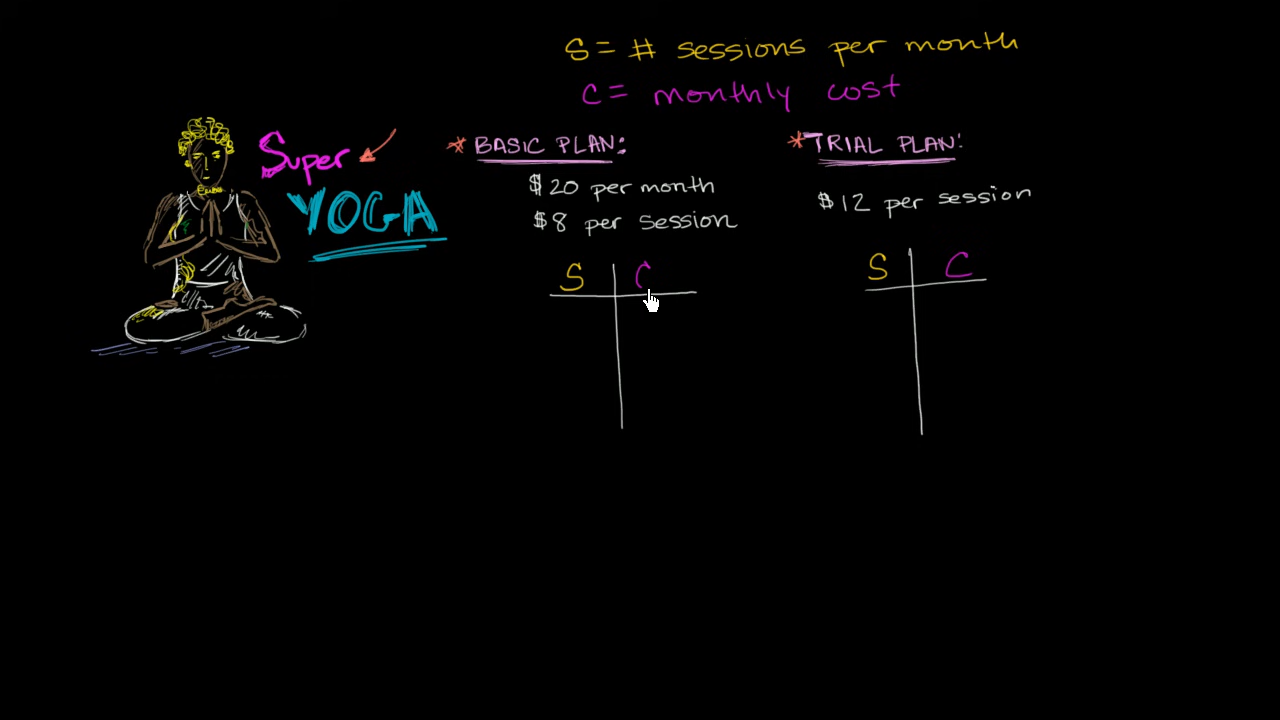 S = # sessions per month
C = monthly cost
Super
YOGA
* BASIC PLAN:
$20 per month
$8 per session
S C
* TRIAL PLAN:
$12 per session
S C